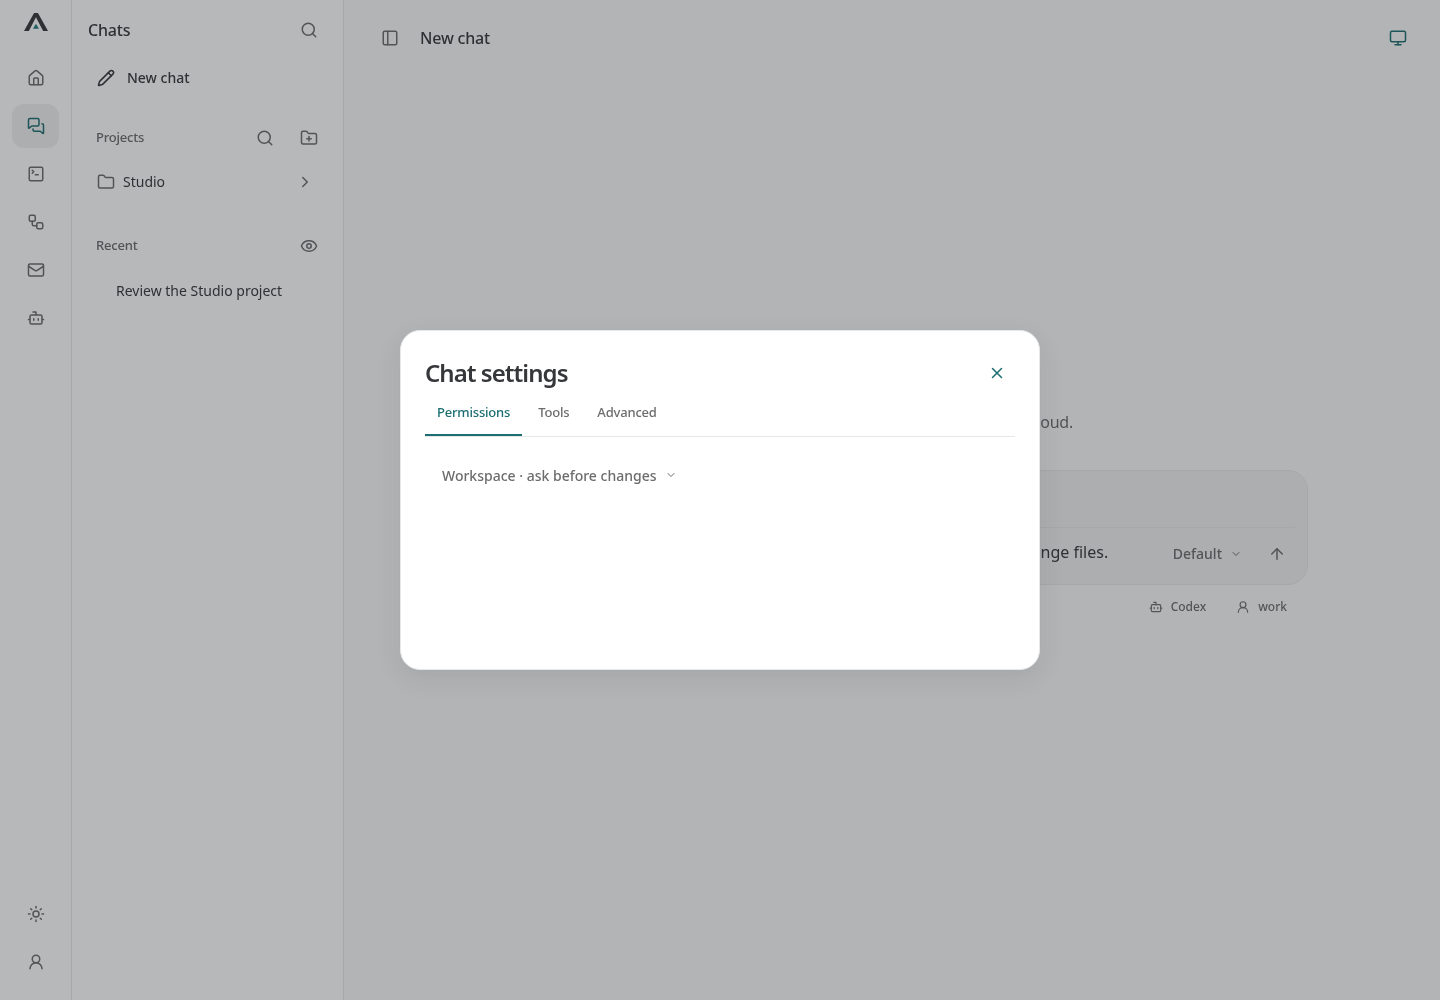 Chats
New chat
Projects
Studio
Recent
Review the Studio project
New chat
Chat settings
Permissions
Tools
Advanced
Workspace · ask before changes
oud.
nge files.
Default
Codex
work